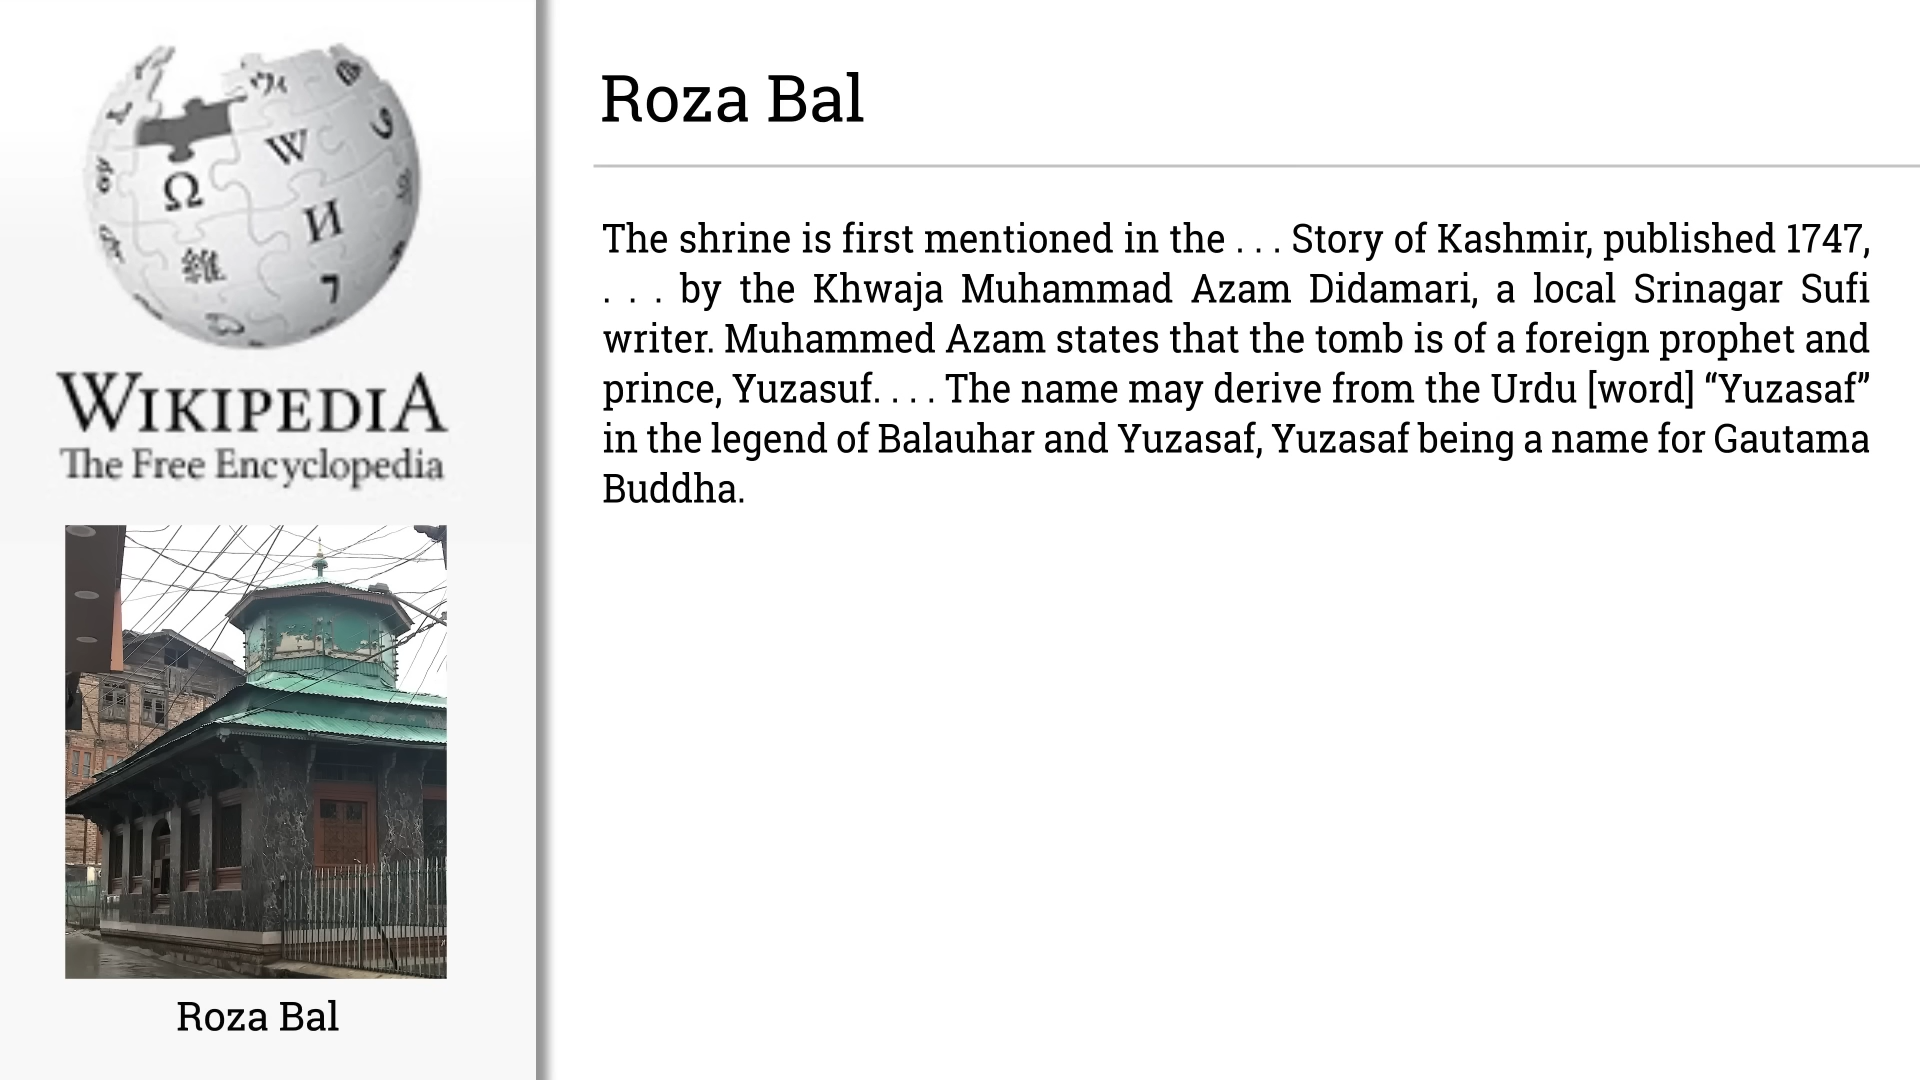 Ω
W
И
維
7
WIKIPEDIA
The Free Encyclopedia
Roza Bal
Roza Bal
The shrine is first mentioned in the . . . Story of Kashmir, published 1747,
. . . by the Khwaja Muhammad Azam Didamari, a local Srinagar Sufi
writer. Muhammed Azam states that the tomb is of a foreign prophet and
prince, Yuzasuf. . . . The name may derive from the Urdu [word] “Yuzasaf”
in the legend of Balauhar and Yuzasaf, Yuzasaf being a name for Gautama
Buddha.